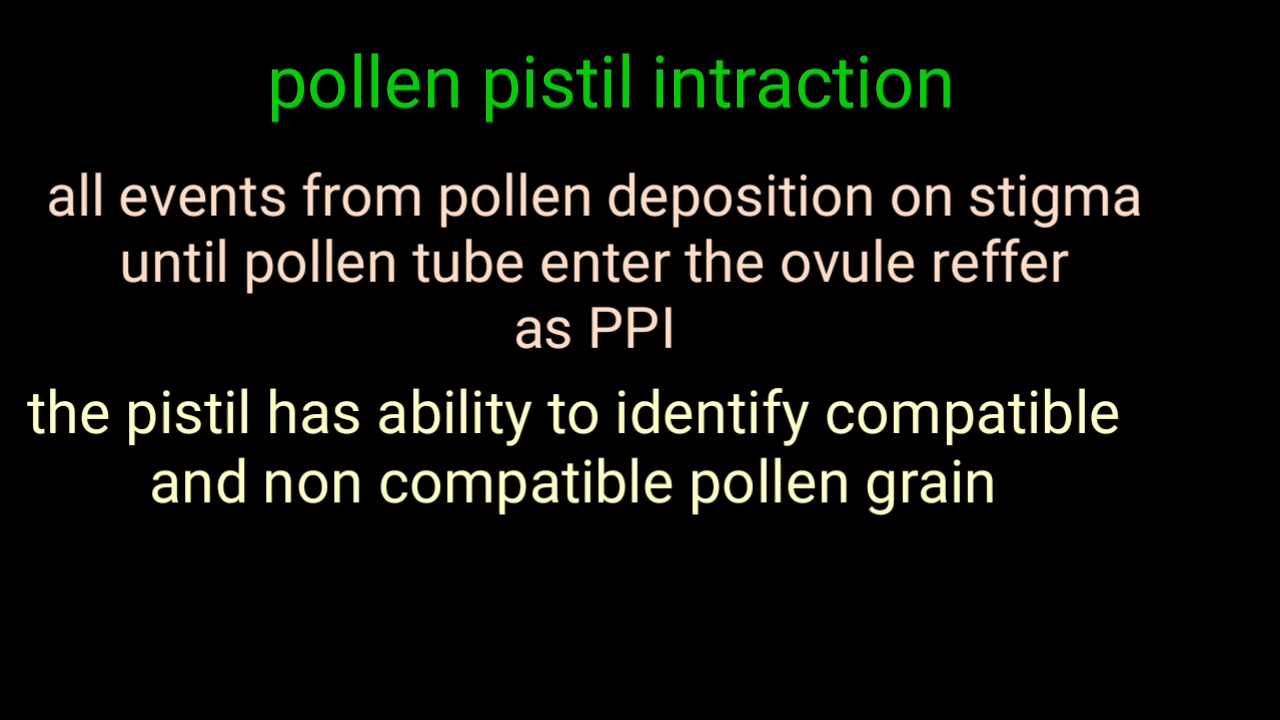 pollen pistil intraction
all events from pollen deposition on stigma
until pollen tube enter the ovule reffer
as PPI
the pistil has ability to identify compatible
and non compatible pollen grain